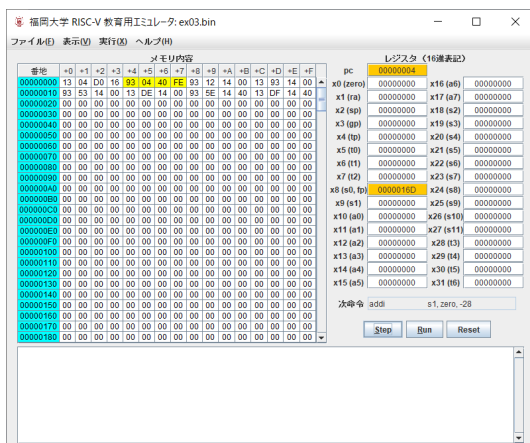 福岡大学 RISC-V 教育用エミュレータ: ex03.bin
ファイル(F) 表示(V) 実行(X) ヘルプ(H)
メモリ内容
番地 +0 +1 +2 +3 +4 +5 +6 +7 +8 +9 +A +B +C +D +E +F
00000000 13 04 D0 16 93 04 40 FE 93 12 14 00 13 93 14 00
00000010 93 53 14 00 13 DE 14 00 93 5E 14 40 13 DF 14 40
00000020 00 00 00 00 00 00 00 00 00 00 00 00 00 00 00 00
00000030 00 00 00 00 00 00 00 00 00 00 00 00 00 00 00 00
00000040 00 00 00 00 00 00 00 00 00 00 00 00 00 00 00 00
00000050 00 00 00 00 00 00 00 00 00 00 00 00 00 00 00 00
00000060 00 00 00 00 00 00 00 00 00 00 00 00 00 00 00 00
00000070 00 00 00 00 00 00 00 00 00 00 00 00 00 00 00 00
00000080 00 00 00 00 00 00 00 00 00 00 00 00 00 00 00 00
00000090 00 00 00 00 00 00 00 00 00 00 00 00 00 00 00 00
000000A0 00 00 00 00 00 00 00 00 00 00 00 00 00 00 00 00
000000B0 00 00 00 00 00 00 00 00 00 00 00 00 00 00 00 00
000000C0 00 00 00 00 00 00 00 00 00 00 00 00 00 00 00 00
000000D0 00 00 00 00 00 00 00 00 00 00 00 00 00 00 00 00
000000E0 00 00 00 00 00 00 00 00 00 00 00 00 00 00 00 00
000000F0 00 00 00 00 00 00 00 00 00 00 00 00 00 00 00 00
00000100 00 00 00 00 00 00 00 00 00 00 00 00 00 00 00 00
00000110 00 00 00 00 00 00 00 00 00 00 00 00 00 00 00 00
00000120 00 00 00 00 00 00 00 00 00 00 00 00 00 00 00 00
00000130 00 00 00 00 00 00 00 00 00 00 00 00 00 00 00 00
00000140 00 00 00 00 00 00 00 00 00 00 00 00 00 00 00 00
00000150 00 00 00 00 00 00 00 00 00 00 00 00 00 00 00 00
00000160 00 00 00 00 00 00 00 00 00 00 00 00 00 00 00 00
00000170 00 00 00 00 00 00 00 00 00 00 00 00 00 00 00 00
00000180 00 00 00 00 00 00 00 00 00 00 00 00 00 00 00 00
レジスタ (16進表記)
pc 00000004
x0 (zero) 00000000 x16 (a6) 00000000
x1 (ra) 00000000 x17 (a7) 00000000
x2 (sp) 00000000 x18 (s2) 00000000
x3 (gp) 00000000 x19 (s3) 00000000
x4 (tp) 00000000 x20 (s4) 00000000
x5 (t0) 00000000 x21 (s5) 00000000
x6 (t1) 00000000 x22 (s6) 00000000
x7 (t2) 00000000 x23 (s7) 00000000
x8 (s0, fp) 0000016D x24 (s8) 00000000
x9 (s1) 00000000 x25 (s9) 00000000
x10 (a0) 00000000 x26 (s10) 00000000
x11 (a1) 00000000 x27 (s11) 00000000
x12 (a2) 00000000 x28 (t3) 00000000
x13 (a3) 00000000 x29 (t4) 00000000
x14 (a4) 00000000 x30 (t5) 00000000
x15 (a5) 00000000 x31 (t6) 00000000
次命令 addi s1, zero, -28
Step Run Reset